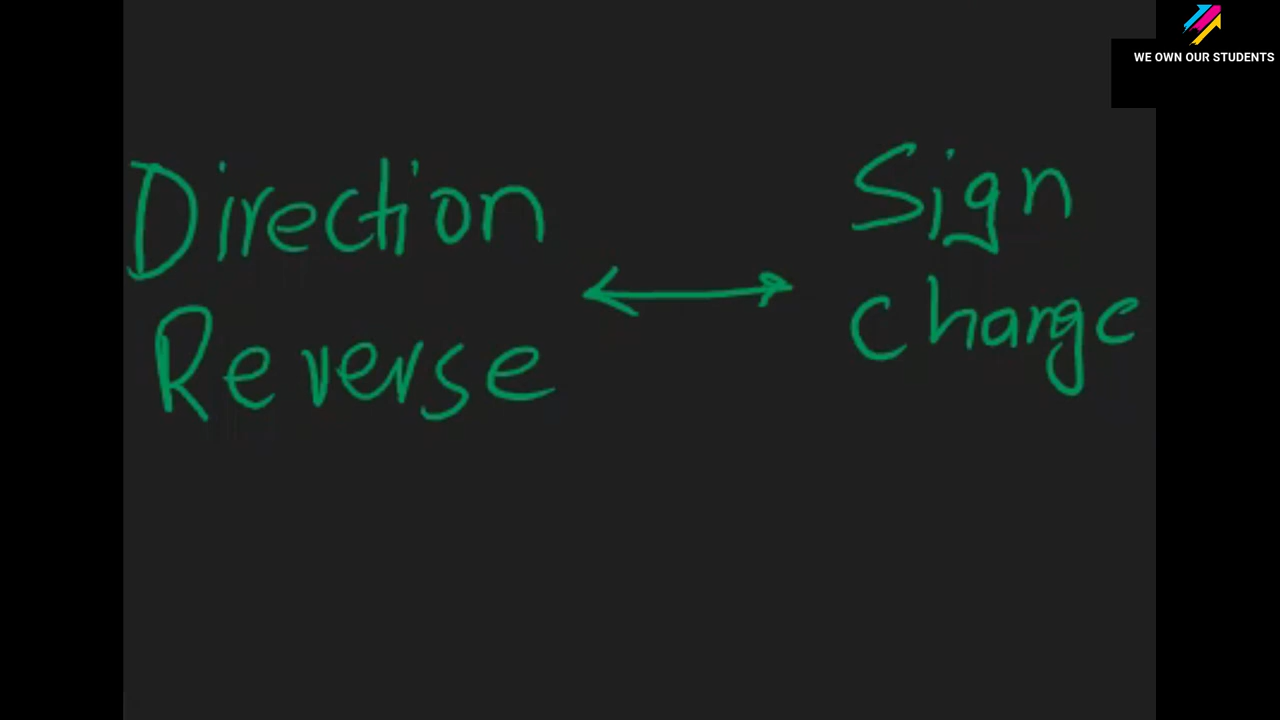 WE OWN OUR STUDENTS
Direction
Reverse
Sign
change